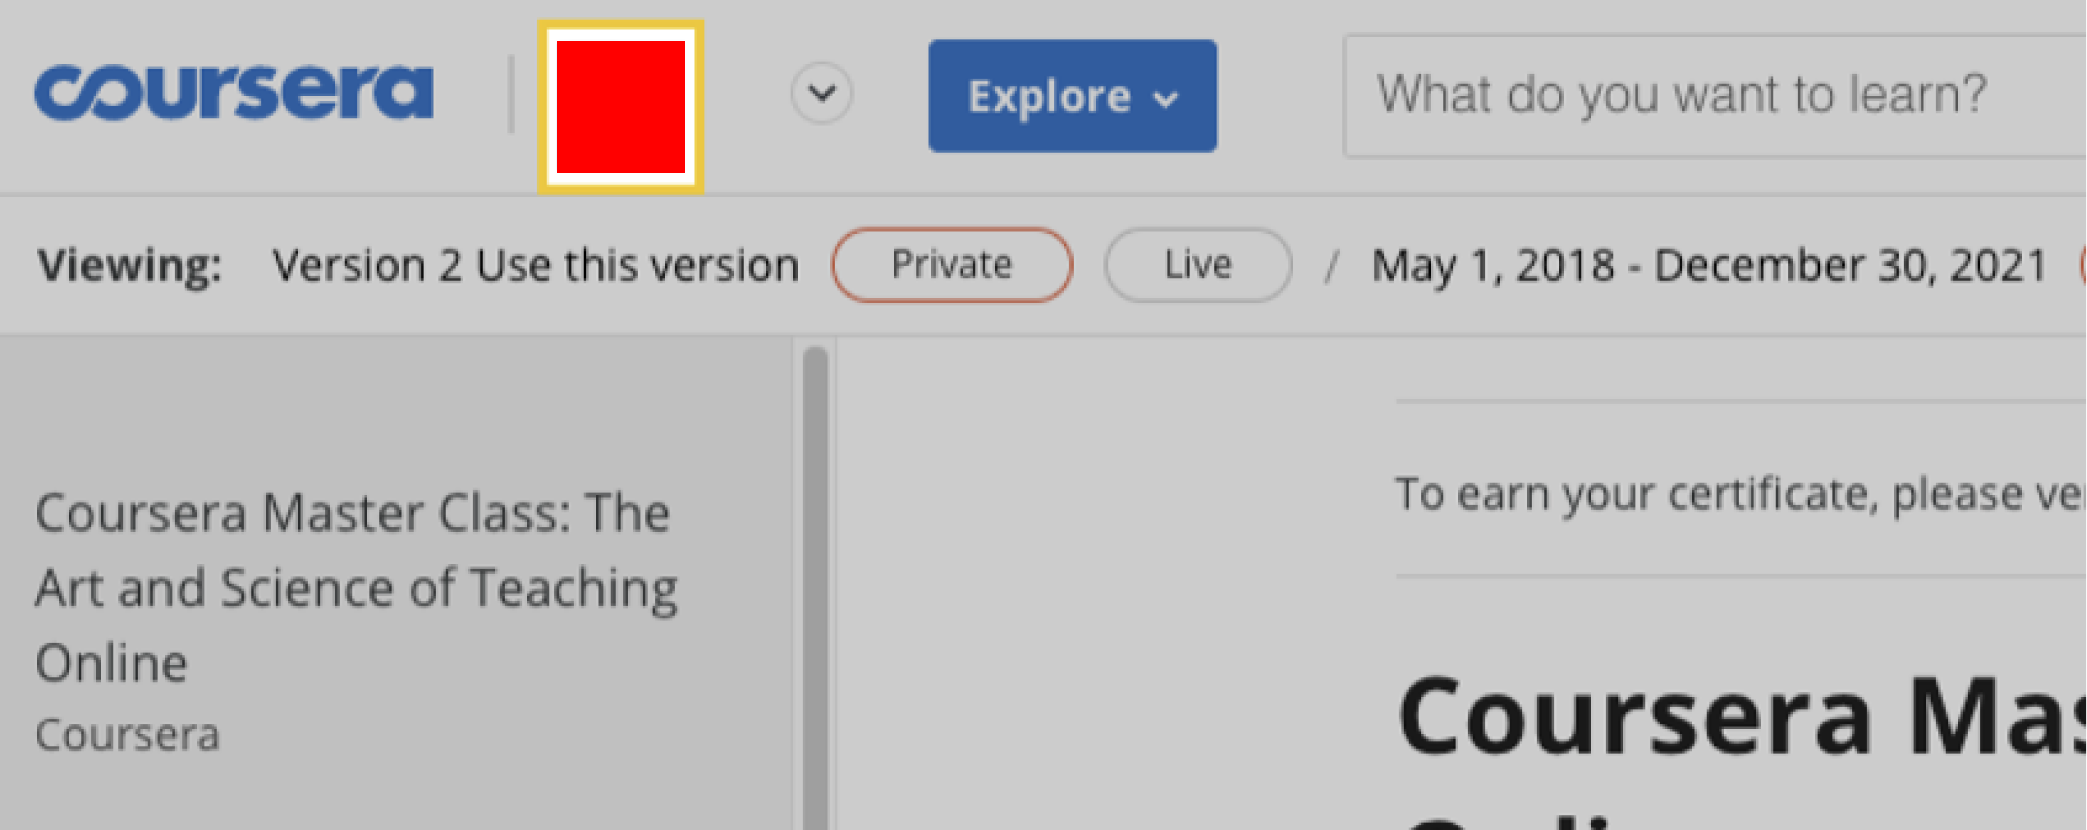 coursera
Explore
What do you want to learn?
Viewing: Version 2 Use this version Private Live / May 1, 2018 - December 30, 2021
Coursera Master Class: The
Art and Science of Teaching
Online
Coursera
To earn your certificate, please
Coursera